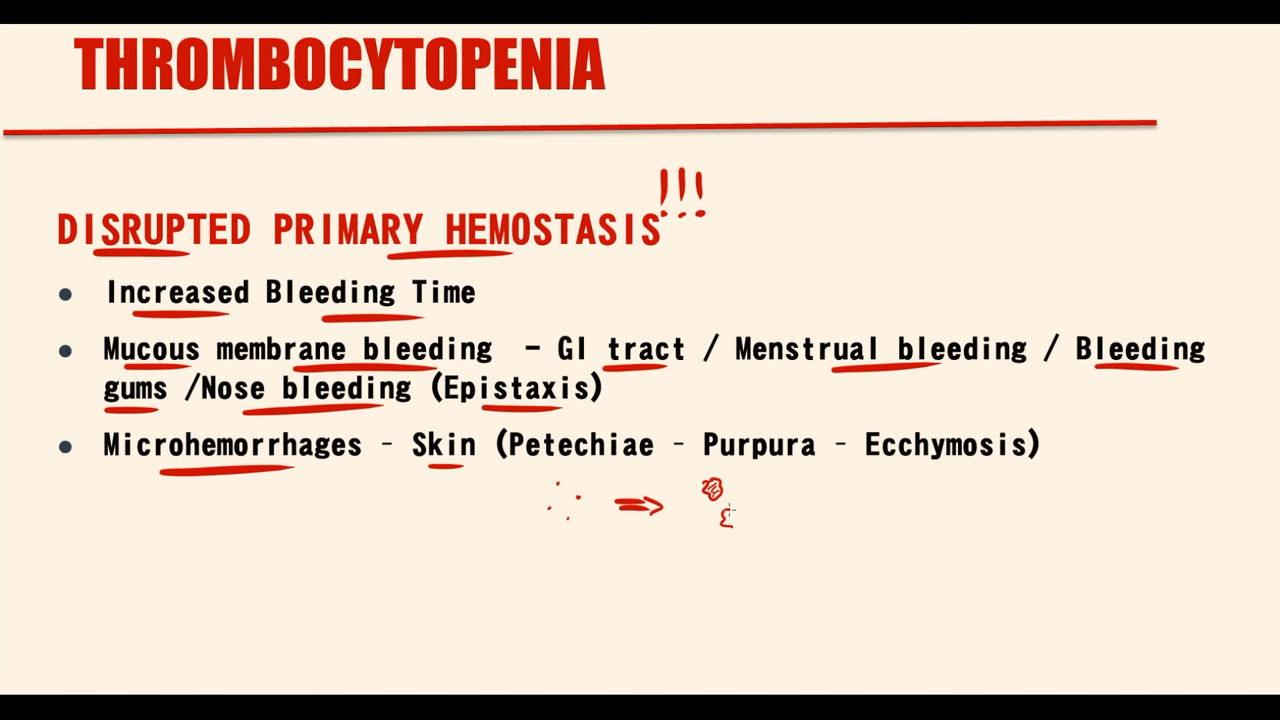 THROMBOCYTOPENIA
!!!
DISRUPTED PRIMARY HEMOSTASIS
• Increased Bleeding Time
• Mucous membrane bleeding - GI tract / Menstrual bleeding / Bleeding
gums /Nose bleeding (Epistaxis)
• Microhemorrhages - Skin (Petechiae - Purpura - Ecchymosis)